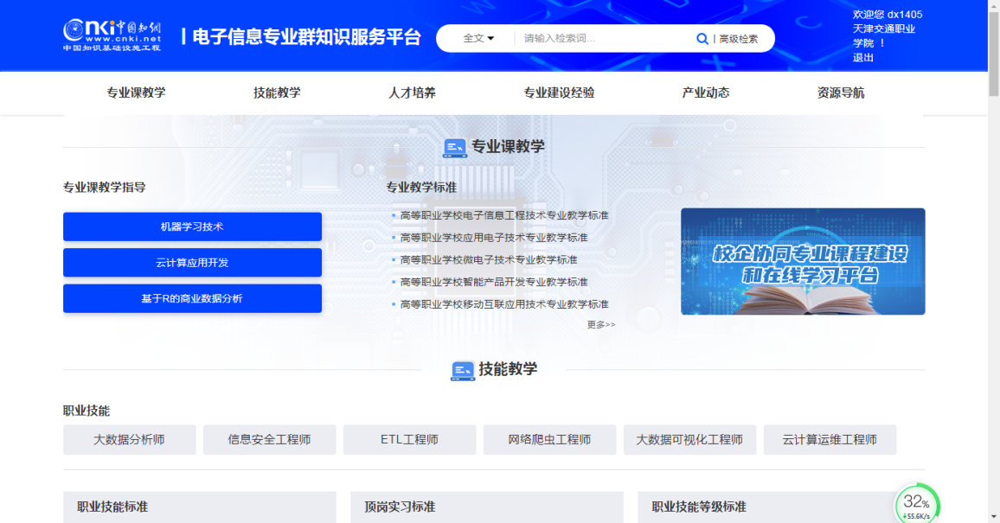 cnki中国知网
www.cnki.net
中国知识基础设施工程
电子信息专业群知识服务平台
全文
请输入检索词...
高级检索
欢迎您 dx1405
天津交通职业
学院 ！
退出
专业课教学
技能教学
人才培养
专业建设经验
产业动态
资源导航
专业课教学
专业课教学指导
机器学习技术
云计算应用开发
基于R的商业数据分析
专业教学标准
高等职业学校电子信息工程技术专业教学标准
高等职业学校应用电子技术专业教学标准
高等职业学校微电子技术专业教学标准
高等职业学校智能产品开发专业教学标准
高等职业学校移动互联应用技术专业教学标准
更多>>
校企协同专业课程建设
和在线学习平台
技能教学
职业技能
大数据分析师
信息安全工程师
ETL工程师
网络爬虫工程师
大数据可视化工程师
云计算运维工程师
职业技能标准
顶岗实习标准
职业技能等级标准
32%
55.6K/s